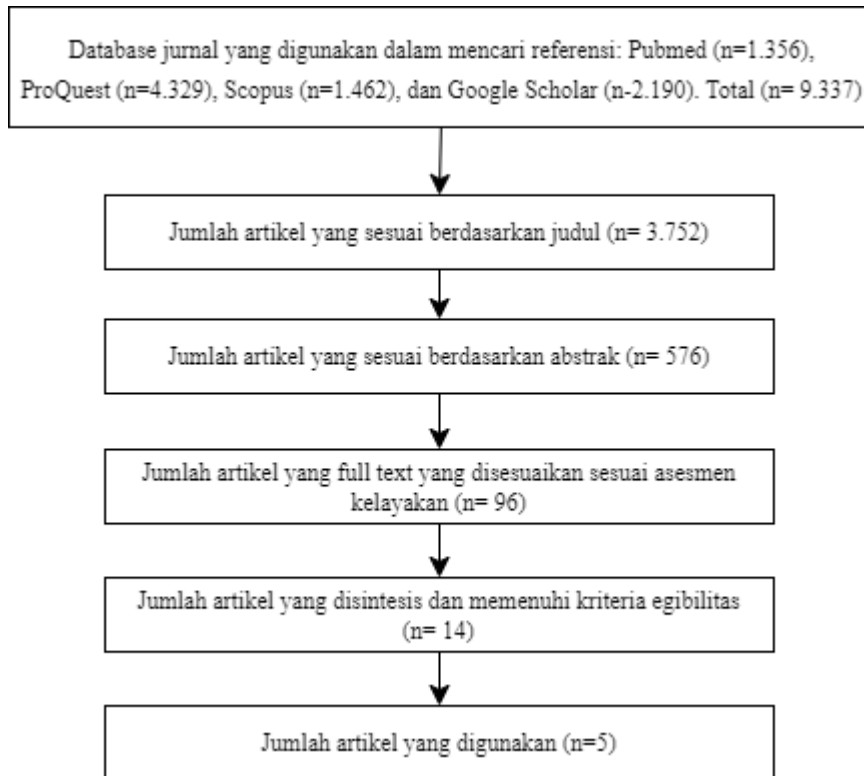 Database jurnal yang digunakan dalam mencari referensi: Pubmed (n=1.356),
ProQuest (n=4.329), Scopus (n=1.462), dan Google Scholar (n-2.190). Total (n= 9.337)
Jumlah artikel yang sesuai berdasarkan judul (n= 3.752)
Jumlah artikel yang sesuai berdasarkan abstrak (n= 576)
Jumlah artikel yang full text yang disesuaikan sesuai asesmen
kelayakan (n= 96)
Jumlah artikel yang disintesis dan memenuhi kriteria egibilitas
(n= 14)
Jumlah artikel yang digunakan (n=5)